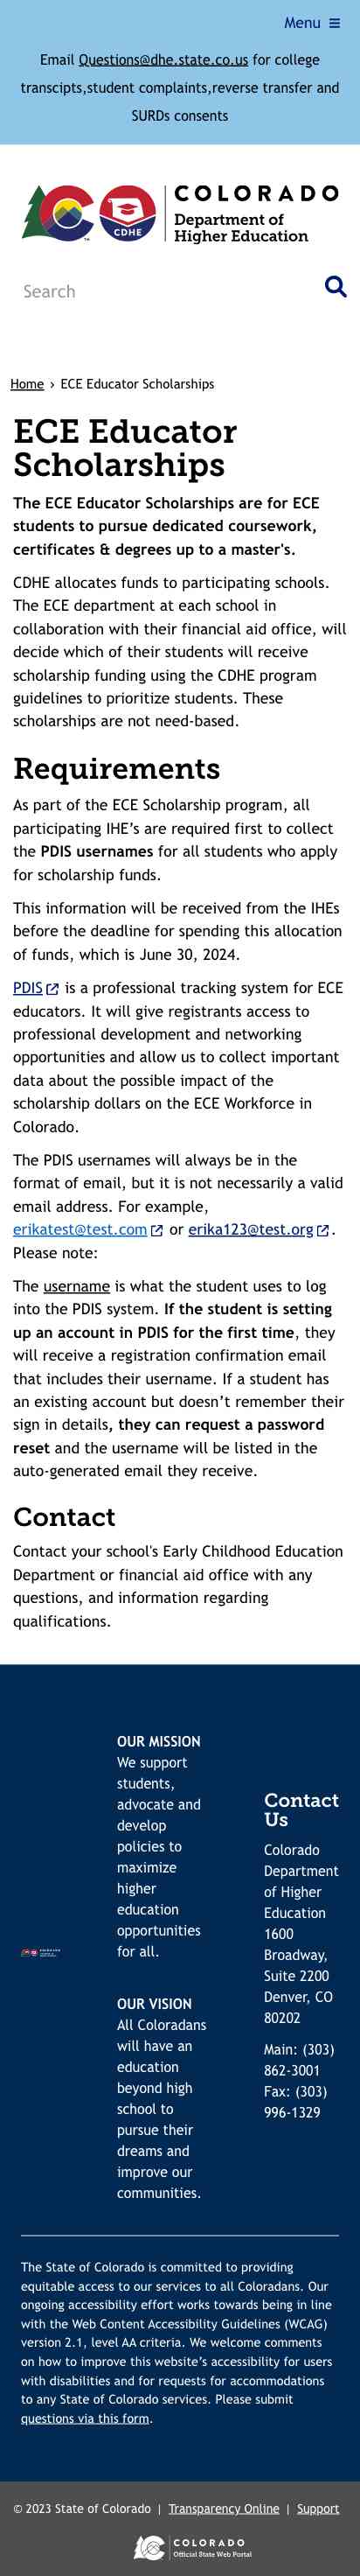 Menu ≡
Email Questions@dhe.state.co.us for college
transcipts,student complaints,reverse transfer and
SURDs consents
CO CDHE COLORADO
Department of
Higher Education
Search
Home › ECE Educator Scholarships
ECE Educator
Scholarships
The ECE Educator Scholarships are for ECE
students to pursue dedicated coursework,
certificates & degrees up to a master's.
CDHE allocates funds to participating schools.
The ECE department at each school in
collaboration with their financial aid office, will
decide which of their students will receive
scholarship funding using the CDHE program
guidelines to prioritize students. These
scholarships are not need-based.
Requirements
As part of the ECE Scholarship program, all
participating IHE’s are required first to collect
the PDIS usernames for all students who apply
for scholarship funds.
This information will be received from the IHEs
before the deadline for spending this allocation
of funds, which is June 30, 2024.
PDIS is a professional tracking system for ECE
educators. It will give registrants access to
professional development and networking
opportunities and allow us to collect important
data about the possible impact of the
scholarship dollars on the ECE Workforce in
Colorado.
The PDIS usernames will always be in the
format of email, but it is not necessarily a valid
email address. For example,
erikatest@test.com or erika123@test.org .
Please note:
The username is what the student uses to log
into the PDIS system. If the student is setting
up an account in PDIS for the first time, they
will receive a registration confirmation email
that includes their username. If a student has
an existing account but doesn’t remember their
sign in details, they can request a password
reset and the username will be listed in the
auto-generated email they receive.
Contact
Contact your school's Early Childhood Education
Department or financial aid office with any
questions, and information regarding
qualifications.
OUR MISSION
We support
students,
advocate and
develop
policies to
maximize
higher
education
opportunities
for all.
OUR VISION
All Coloradans
will have an
education
beyond high
school to
pursue their
dreams and
improve our
communities.
Contact
Us
Colorado
Department
of Higher
Education
1600
Broadway,
Suite 2200
Denver, CO
80202
Main: (303)
862-3001
Fax: (303)
996-1329
The State of Colorado is committed to providing
equitable access to our services to all Coloradans. Our
ongoing accessibility effort works towards being in line
with the Web Content Accessibility Guidelines (WCAG)
version 2.1, level AA criteria. We welcome comments
on how to improve this website’s accessibility for users
with disabilities and for requests for accommodations
to any State of Colorado services. Please submit
questions via this form.
© 2023 State of Colorado | Transparency Online | Support
CO COLORADO
Official State Web Portal